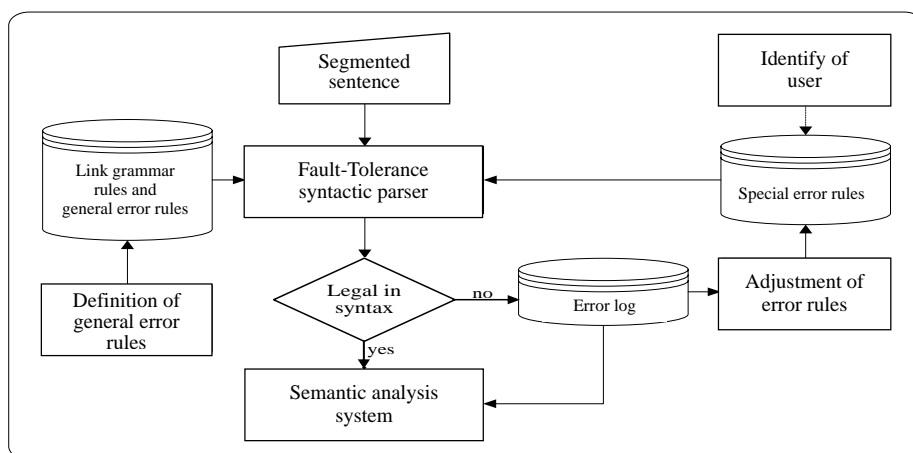 Segmented
sentence
Identify of
user
Link grammar
rules and
general error rules
Fault-Tolerance
syntactic parser
Special error rules
Definition of
general error
rules
Legal in
syntax
no
Error log
Adjustment of
error rules
yes
Semantic analysis
system